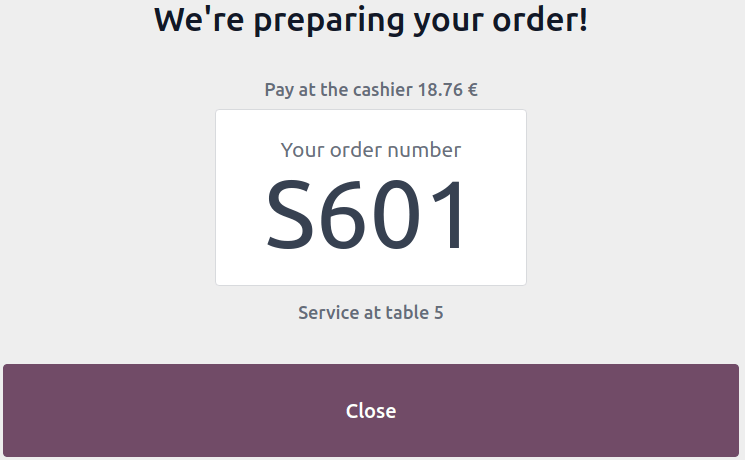 We're preparing your order!
Pay at the cashier 18.76 €
Your order number
S601
Service at table 5
Close